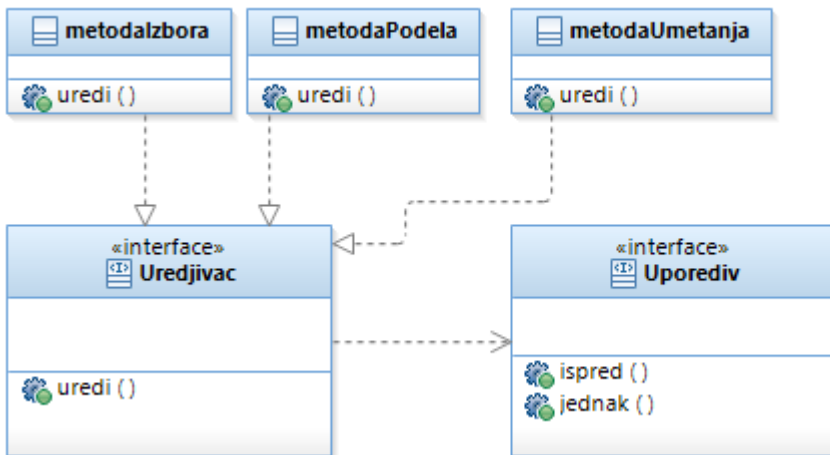 metodaIzbora
uredi ()
metodaPodela
uredi ()
metodaUmetanja
uredi ()
«interface»
Uredjivac
uredi ()
«interface»
Uporediv
ispred ()
jednak ()